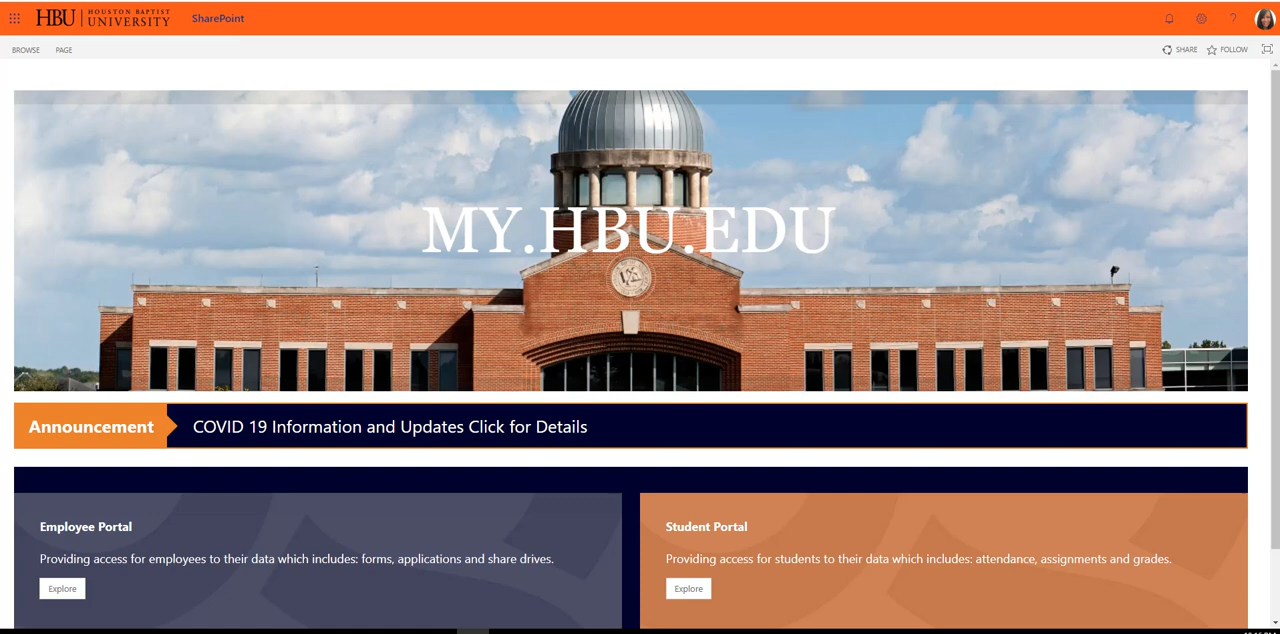 HBU HOUSTON BAPTIST UNIVERSITY SharePoint ?
BROWSE PAGE SHARE FOLLOW
MY.HBU.EDU
Announcement COVID 19 Information and Updates Click for Details
Employee Portal
Providing access for employees to their data which includes: forms, applications and share drives.
Explore
Student Portal
Providing access for students to their data which includes: attendance, assignments and grades.
Explore